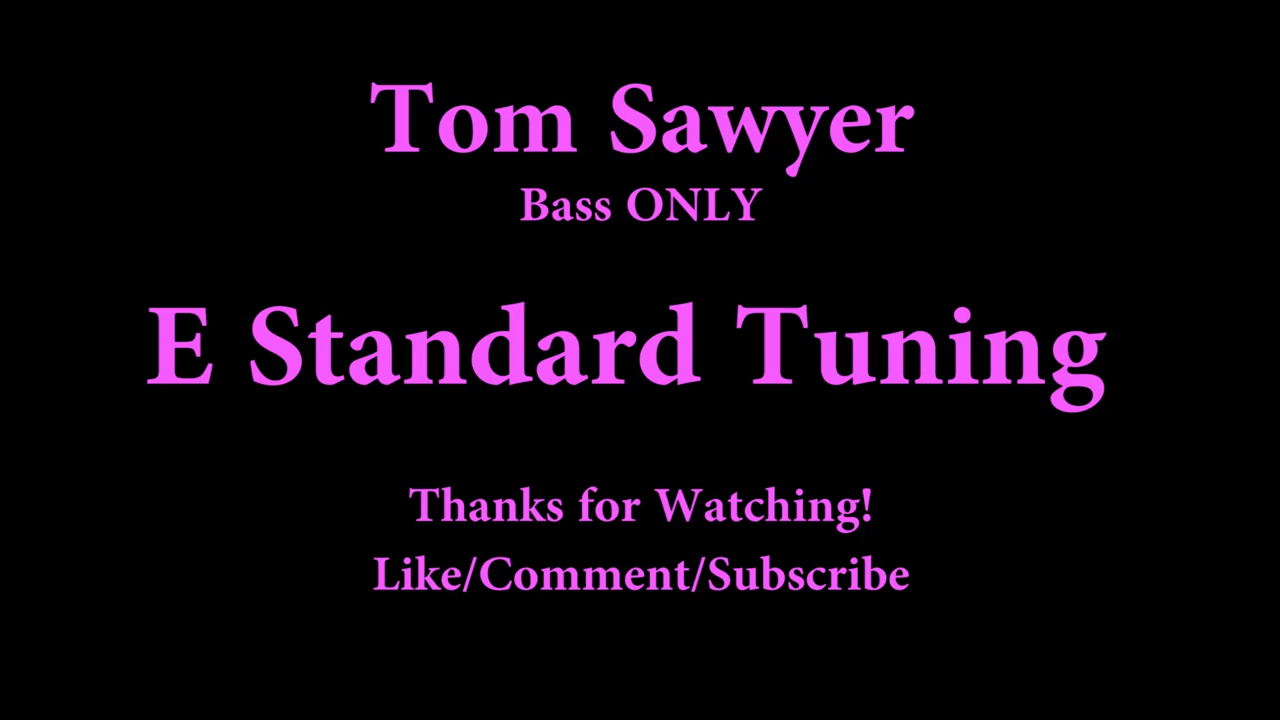 Tom Sawyer
Bass ONLY
E Standard Tuning
Thanks for Watching!
Like/Comment/Subscribe